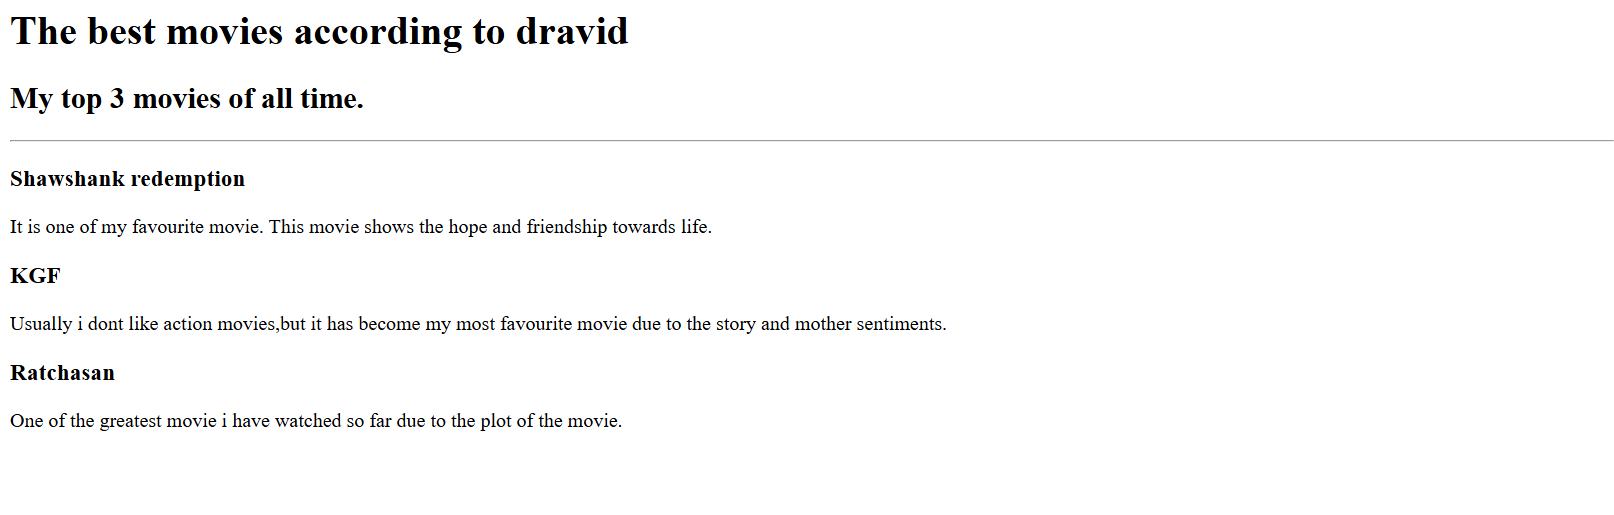 The best movies according to dravid
My top 3 movies of all time.
Shawshank redemption
It is one of my favourite movie. This movie shows the hope and friendship towards life.
KGF
Usually i dont like action movies,but it has become my most favourite movie due to the story and mother sentiments.
Ratchasan
One of the greatest movie i have watched so far due to the plot of the movie.